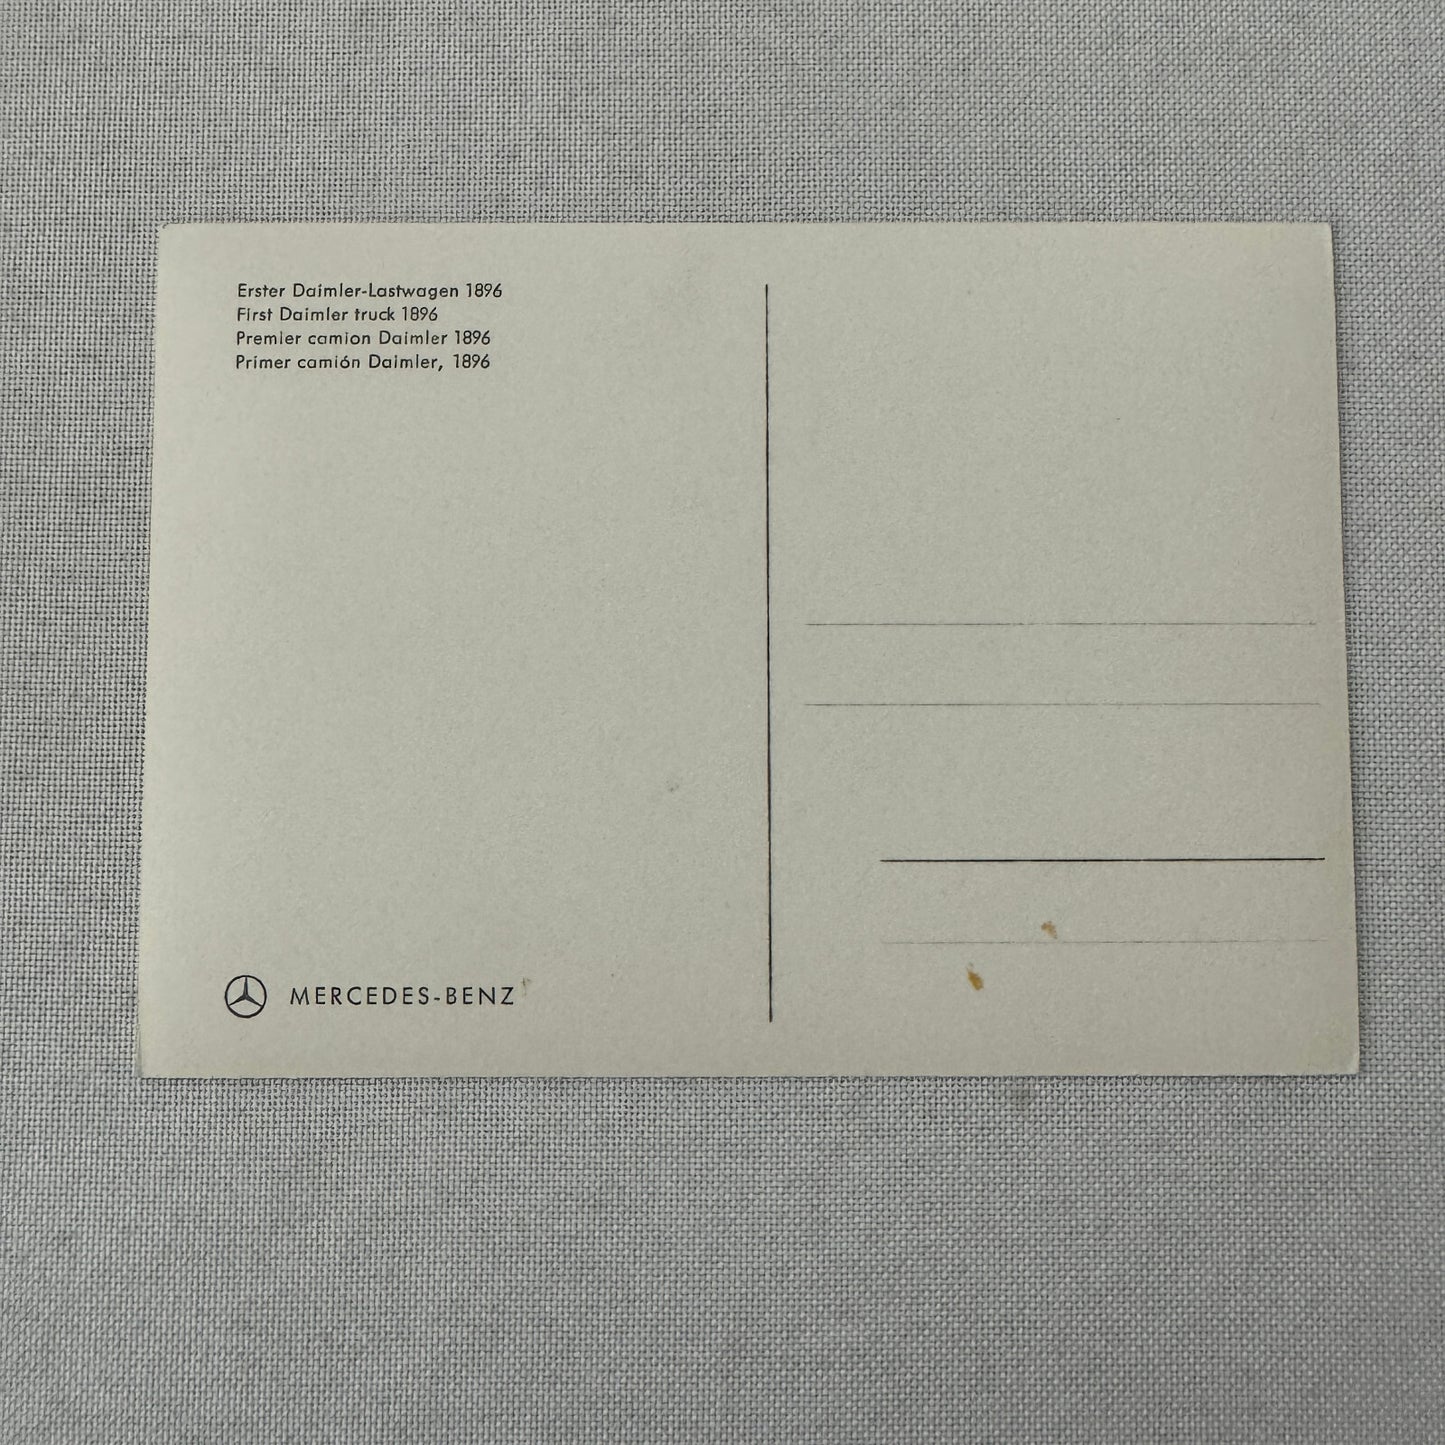 Erster Daimler-Lastwagen 1896
First Daimler truck 1896
Premier camion Daimler 1896
Primer camión Daimler, 1896
MERCEDES-BENZ